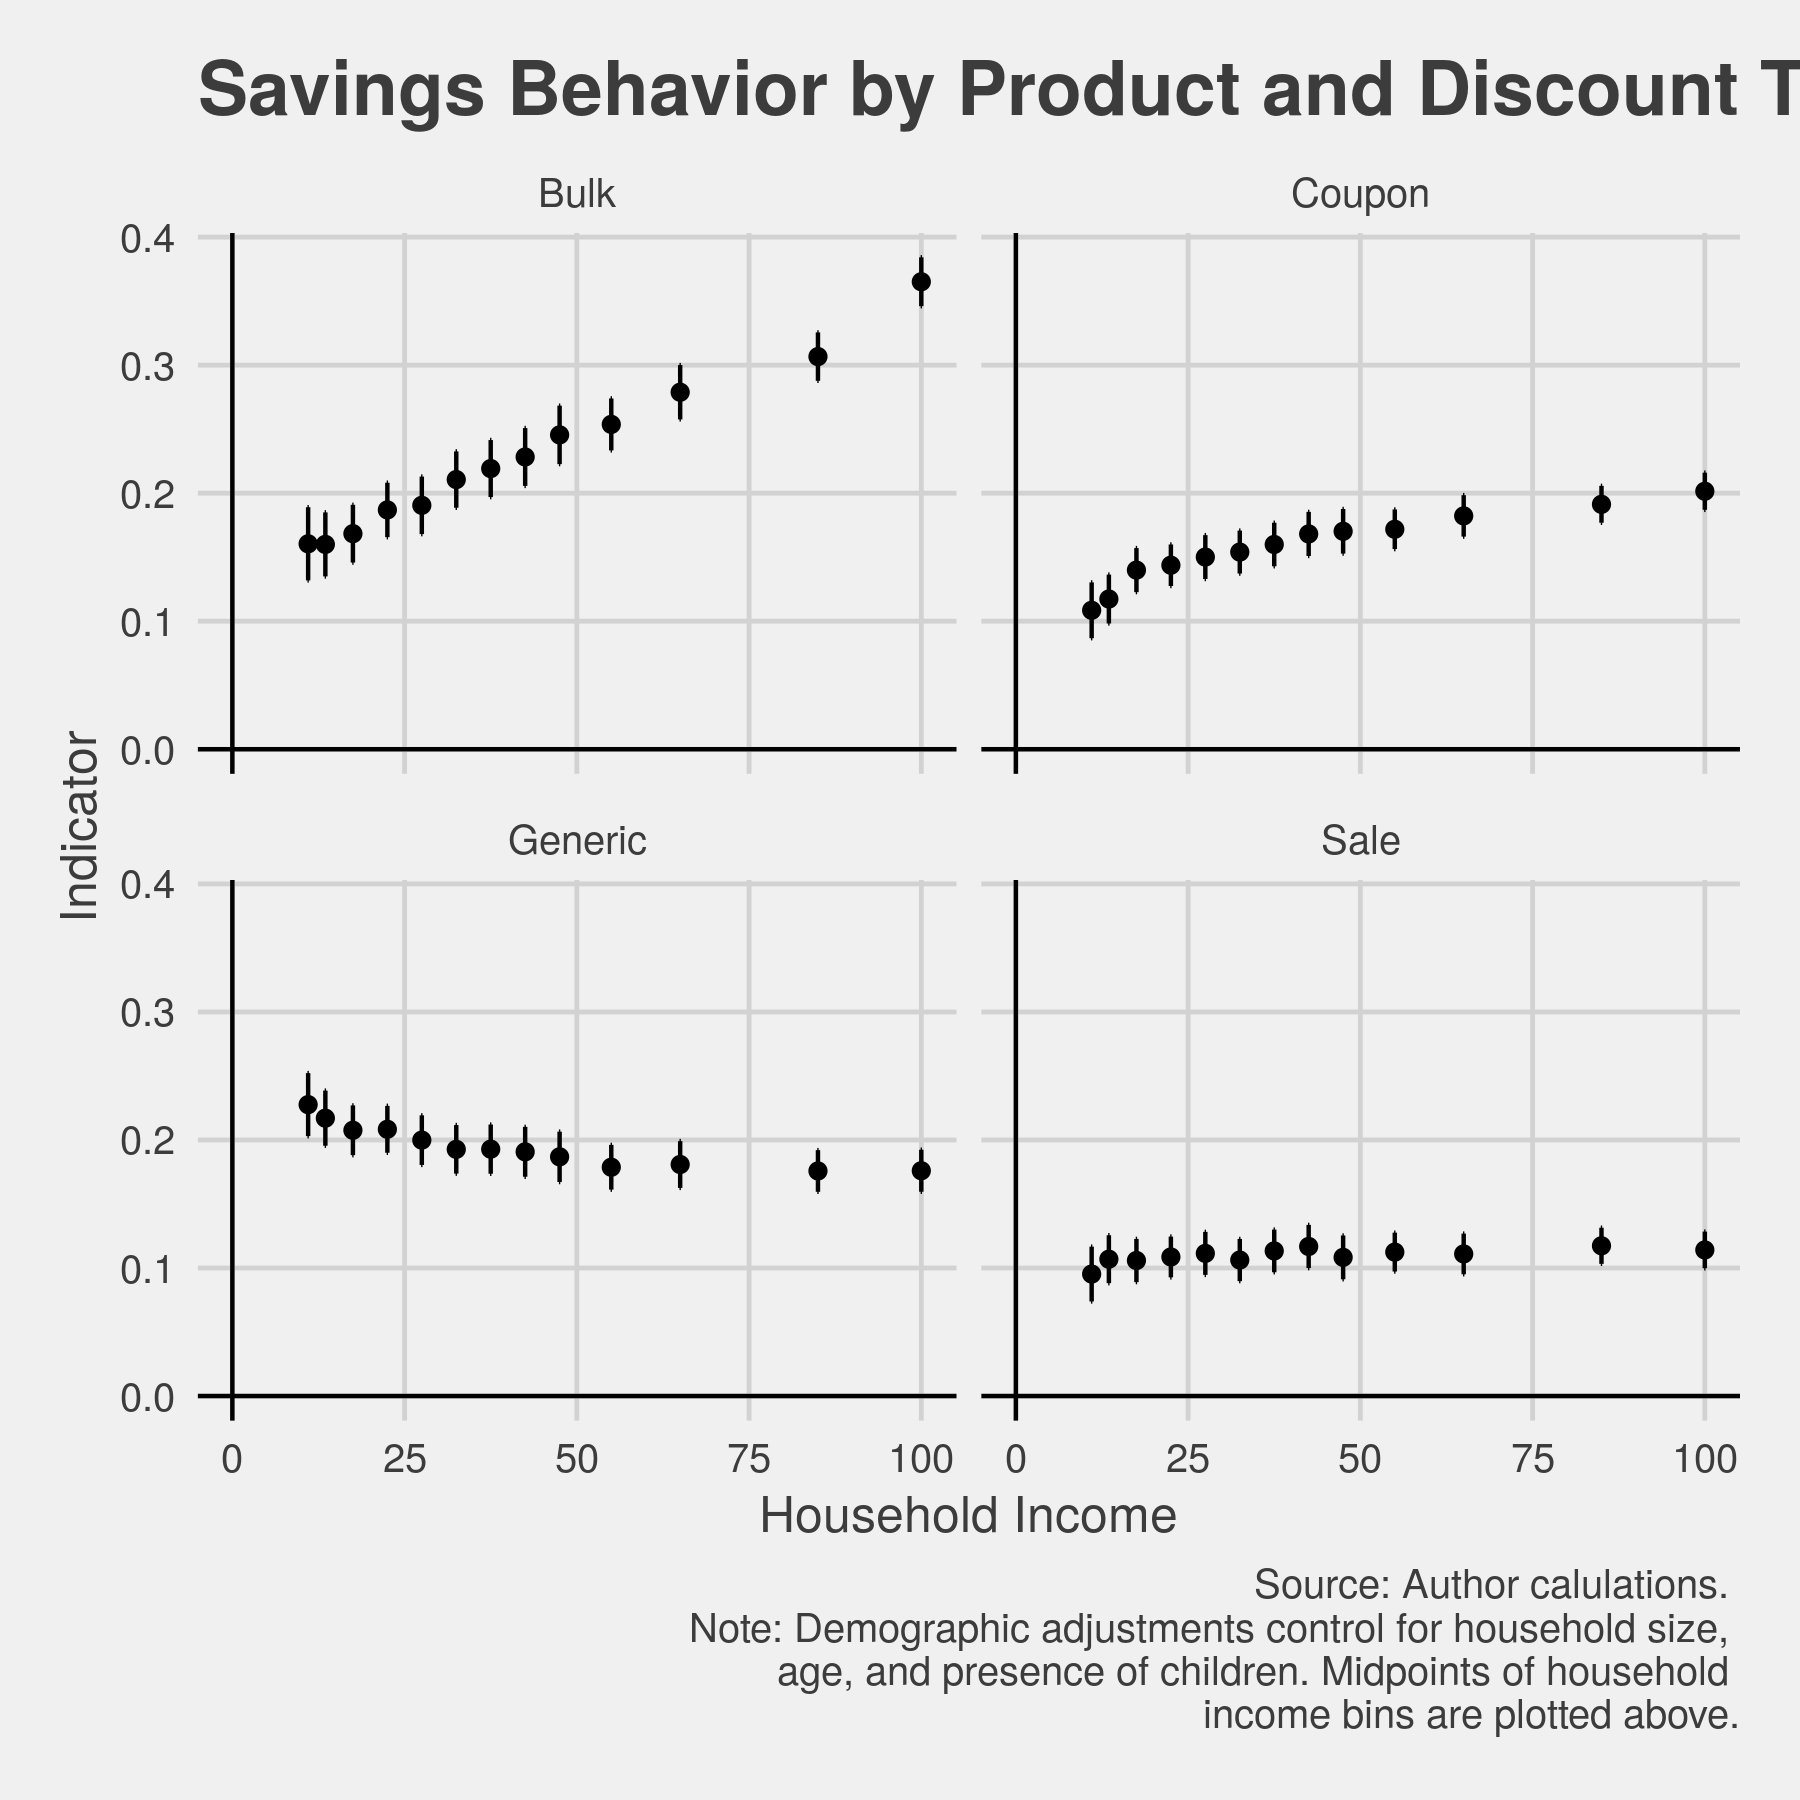 Savings Behavior by Product and Discount T
Bulk
Coupon
0.4
0.3
0.2
0.1
0.0
Indicator
Generic
Sale
0.4
0.3
0.2
0.1
0.0
0 25 50 75 100 0 25 50 75 100
Household Income
Source: Author calulations.
Note: Demographic adjustments control for household size,
age, and presence of children. Midpoints of household
income bins are plotted above.